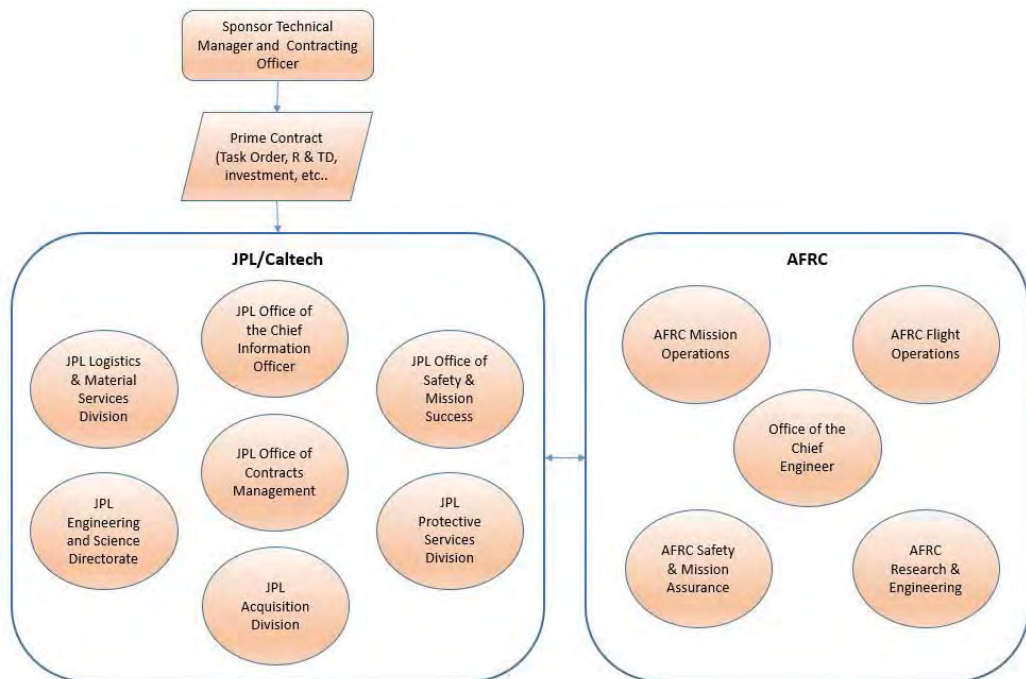 Sponsor Technical
Manager and Contracting
Officer
Prime Contract
(Task Order, R & TD,
investment, etc..
JPL/Caltech
JPL Office of
the Chief
Information
Officer
JPL Logistics
& Material
Services
Division
JPL Office of
Safety &
Mission
Success
JPL Office of
Contracts
Management
JPL
Engineering
and Science
Directorate
JPL
Protective
Services
Division
JPL
Acquisition
Division
AFRC
AFRC Mission
Operations
AFRC Flight
Operations
Office of the
Chief
Engineer
AFRC Safety
& Mission
Assurance
AFRC
Research &
Engineering